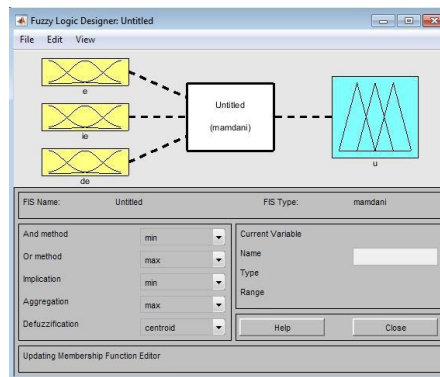 Fuzzy Logic Designer: Untitled
File Edit View
e
ie
de
Untitled
(mamdani)
u
FIS Name: Untitled FIS Type: mamdani
And method min
Or method max
Implication min
Aggregation max
Defuzzification centroid
Current Variable
Name
Type
Range
Help Close
Updating Membership Function Editor